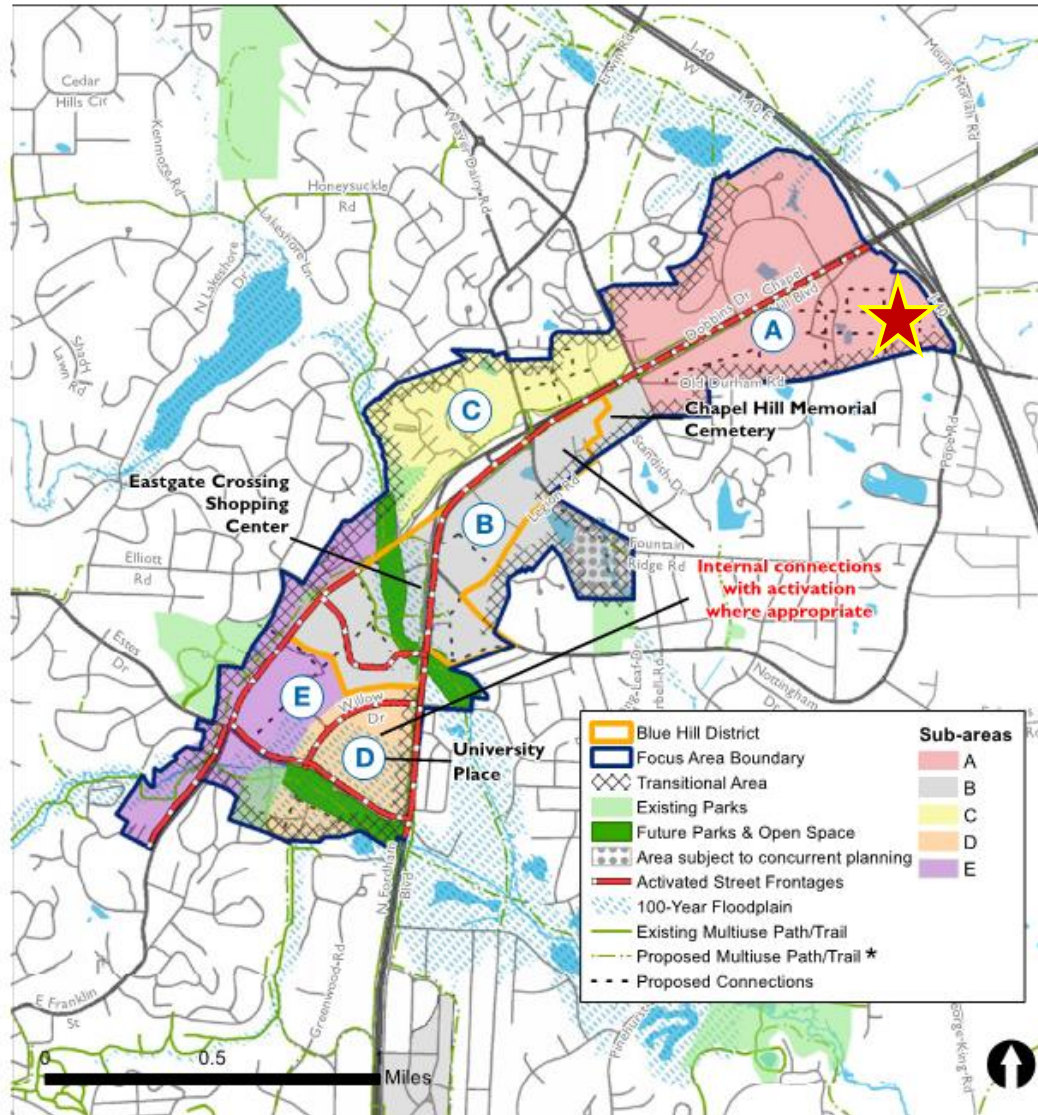 Cedar
Hills Cir
Kenmore Rd
Honeysuckle
Rd
Lakeshore Ln
N Lakeshore
Dr
Weaver Dairy Rd
Erwin Rd
I-40
W
I-40 E
Mount Moriah Rd
Dobbins Dr
Chapel
Hill Blvd
A
I-40
Old Durham Rd
Chapel Hill Memorial
Cemetery
C
Standish Dr
Pope Rd
Legion Rd
Eastgate Crossing
Shopping
Center
B
Elliott
Rd
Fountain
Ridge Rd
Internal connections
with activation
where appropriate
Estes
Dr
E
Willow
Dr
D
University
Place
Nottingham
Dr
N Fordham
Blvd
Greenwood Rd
E Franklin
St
Blue Hill District
Focus Area Boundary
Transitional Area
Existing Parks
Future Parks & Open Space
Area subject to concurrent planning
Activated Street Frontages
100-Year Floodplain
Existing Multiuse Path/Trail
Proposed Multiuse Path/Trail *
Proposed Connections
Sub-areas
A
B
C
D
E
0
0.5
Miles